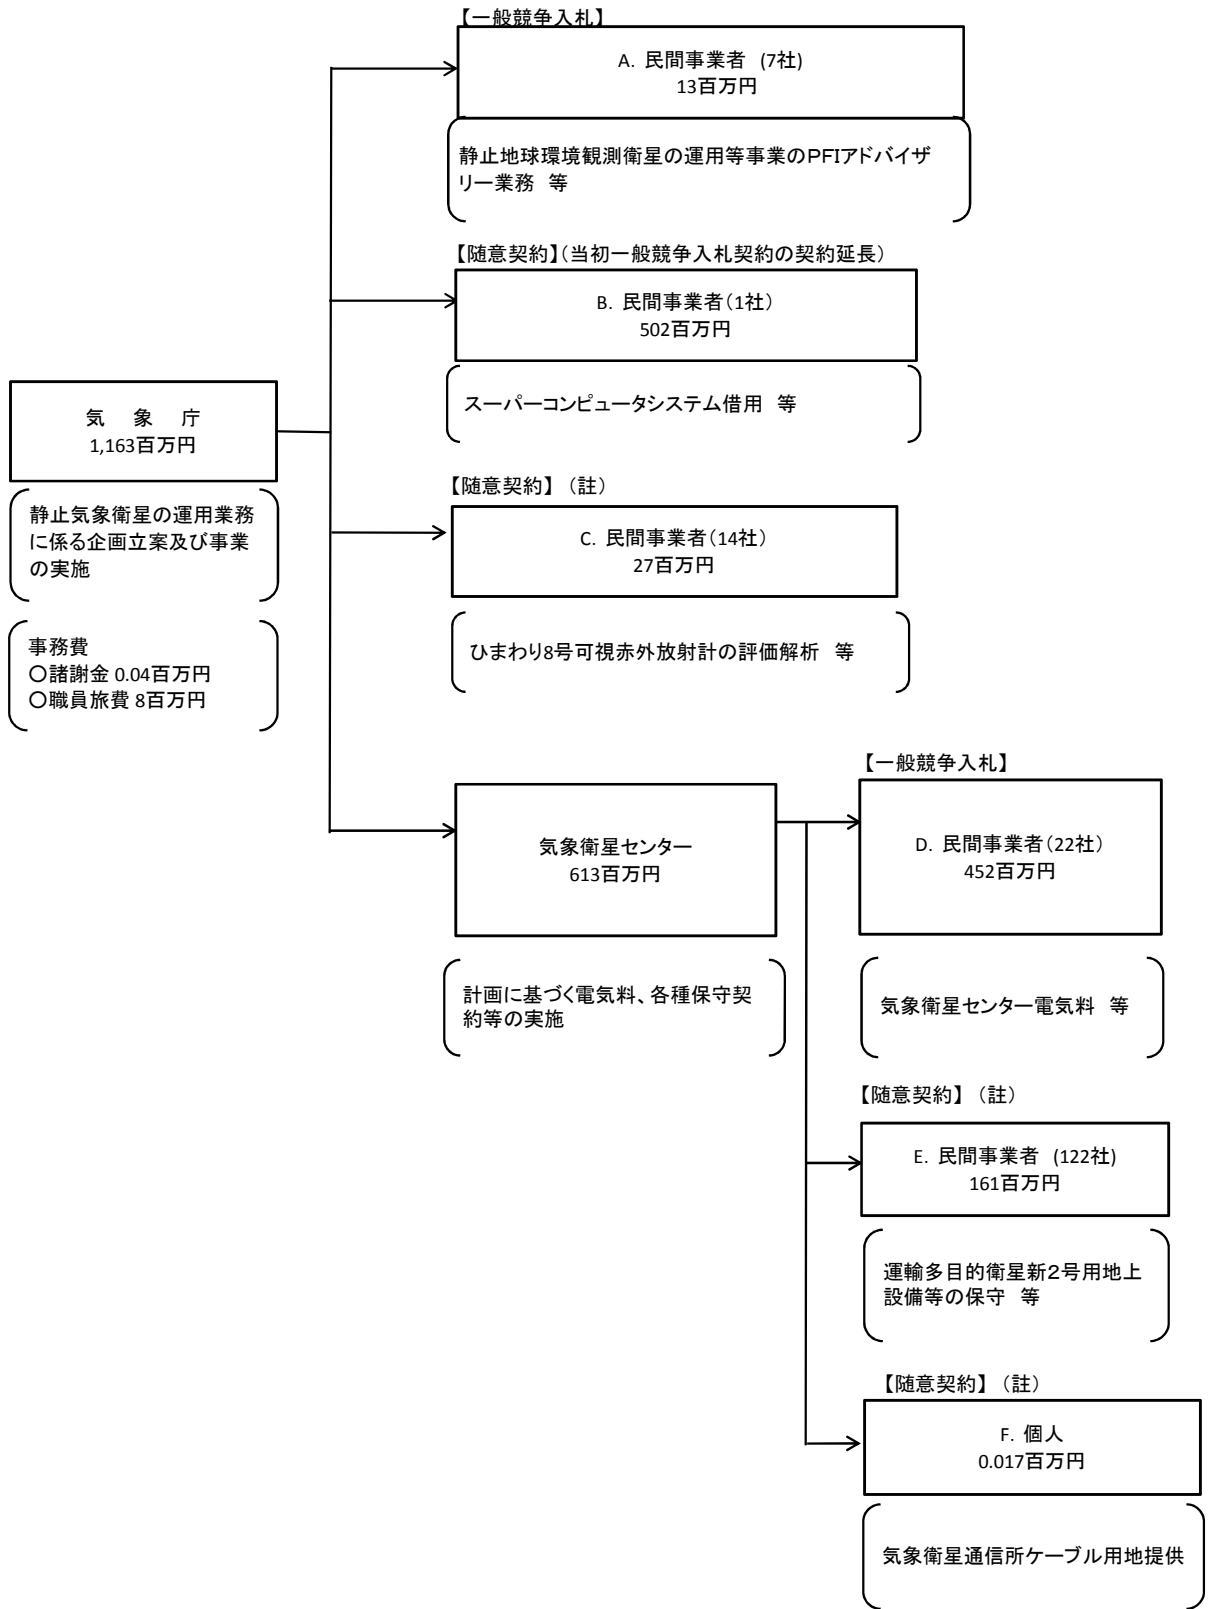 【一般競争入札】
A. 民間事業者 (7社)
13百万円
静止地球環境観測衛星の運用等事業のPFIアドバイザ
リー業務 等
【随意契約】（当初一般競争入札契約の契約延長）
B. 民間事業者（1社）
502百万円
スーパーコンピュータシステム借用 等
気 象 庁
1,163百万円
静止気象衛星の運用業務
に係る企画立案及び事業
の実施
事務費
〇諸謝金 0.04百万円
〇職員旅費 8百万円
【随意契約】 （註）
C. 民間事業者（14社）
27百万円
ひまわり8号可視赤外放射計の評価解析 等
気象衛星センター
613百万円
計画に基づく電気料、各種保守契
約等の実施
【一般競争入札】
D. 民間事業者（22社）
452百万円
気象衛星センター電気料 等
【随意契約】 （註）
E. 民間事業者 (122社)
161百万円
運輸多目的衛星新２号用地上
設備等の保守 等
【随意契約】 （註）
F. 個人
0.017百万円
気象衛星通信所ケーブル用地提供